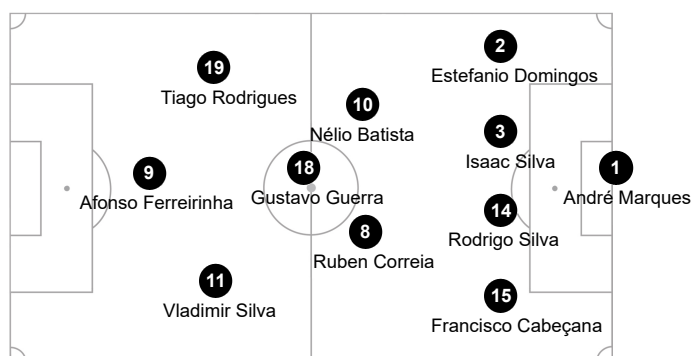 2
Estefanio Domingos
19
Tiago Rodrigues
10
Nélio Batista
3
Isaac Silva
1
André Marques
18
Gustavo Guerra
9
Afonso Ferreirinha
14
Rodrigo Silva
8
Ruben Correia
11
Vladimir Silva
15
Francisco Cabeçana